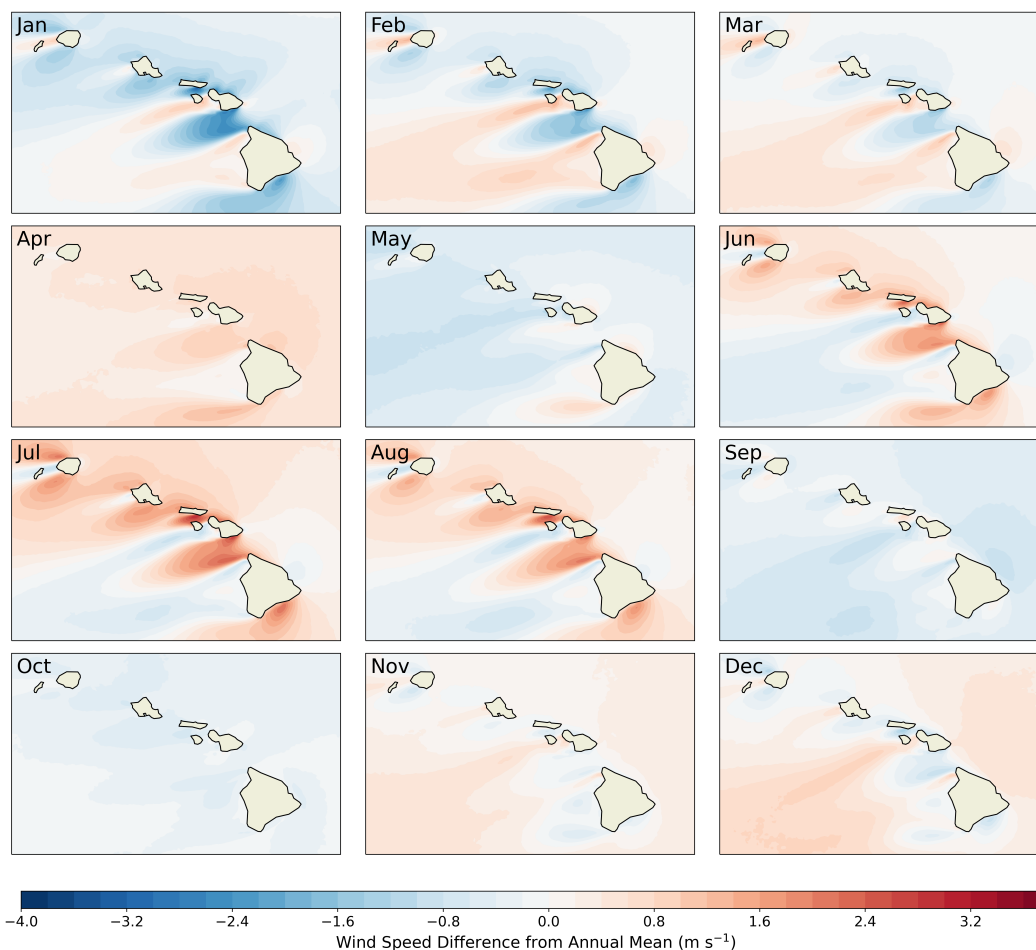 Jan
Feb
Mar
Apr
May
Jun
Jul
Aug
Sep
Oct
Nov
Dec
−4.0 −3.2 −2.4 −1.6 −0.8 0.0 0.8 1.6 2.4 3.2
Wind Speed Difference from Annual Mean (m s⁻¹)